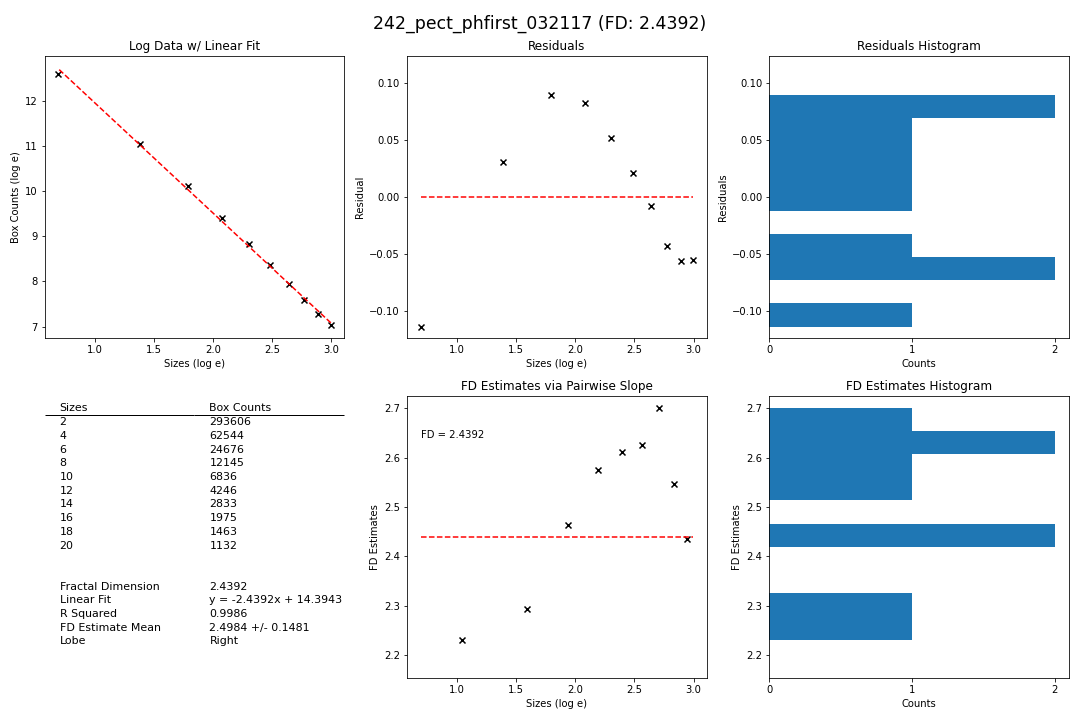 242_pect_phfirst_032117 (FD: 2.4392)
Log Data w/ Linear Fit
Box Counts (log e)
12
11
10
9
8
7
1.0 1.5 2.0 2.5 3.0
Sizes (log e)
Residuals
Residual
0.10
0.05
0.00
−0.05
−0.10
1.0 1.5 2.0 2.5 3.0
Sizes (log e)
Residuals Histogram
Residuals
0.10
0.05
0.00
−0.05
−0.10
0 1 2
Counts
Sizes Box Counts
2 293606
4 62544
6 24676
8 12145
10 6836
12 4246
14 2833
16 1975
18 1463
20 1132
Fractal Dimension 2.4392
Linear Fit y = -2.4392x + 14.3943
R Squared 0.9986
FD Estimate Mean 2.4984 +/- 0.1481
Lobe Right
FD Estimates via Pairwise Slope
FD Estimates
FD = 2.4392
2.7
2.6
2.5
2.4
2.3
2.2
1.0 1.5 2.0 2.5 3.0
Sizes (log e)
FD Estimates Histogram
FD Estimates
2.7
2.6
2.5
2.4
2.3
2.2
0 1 2
Counts